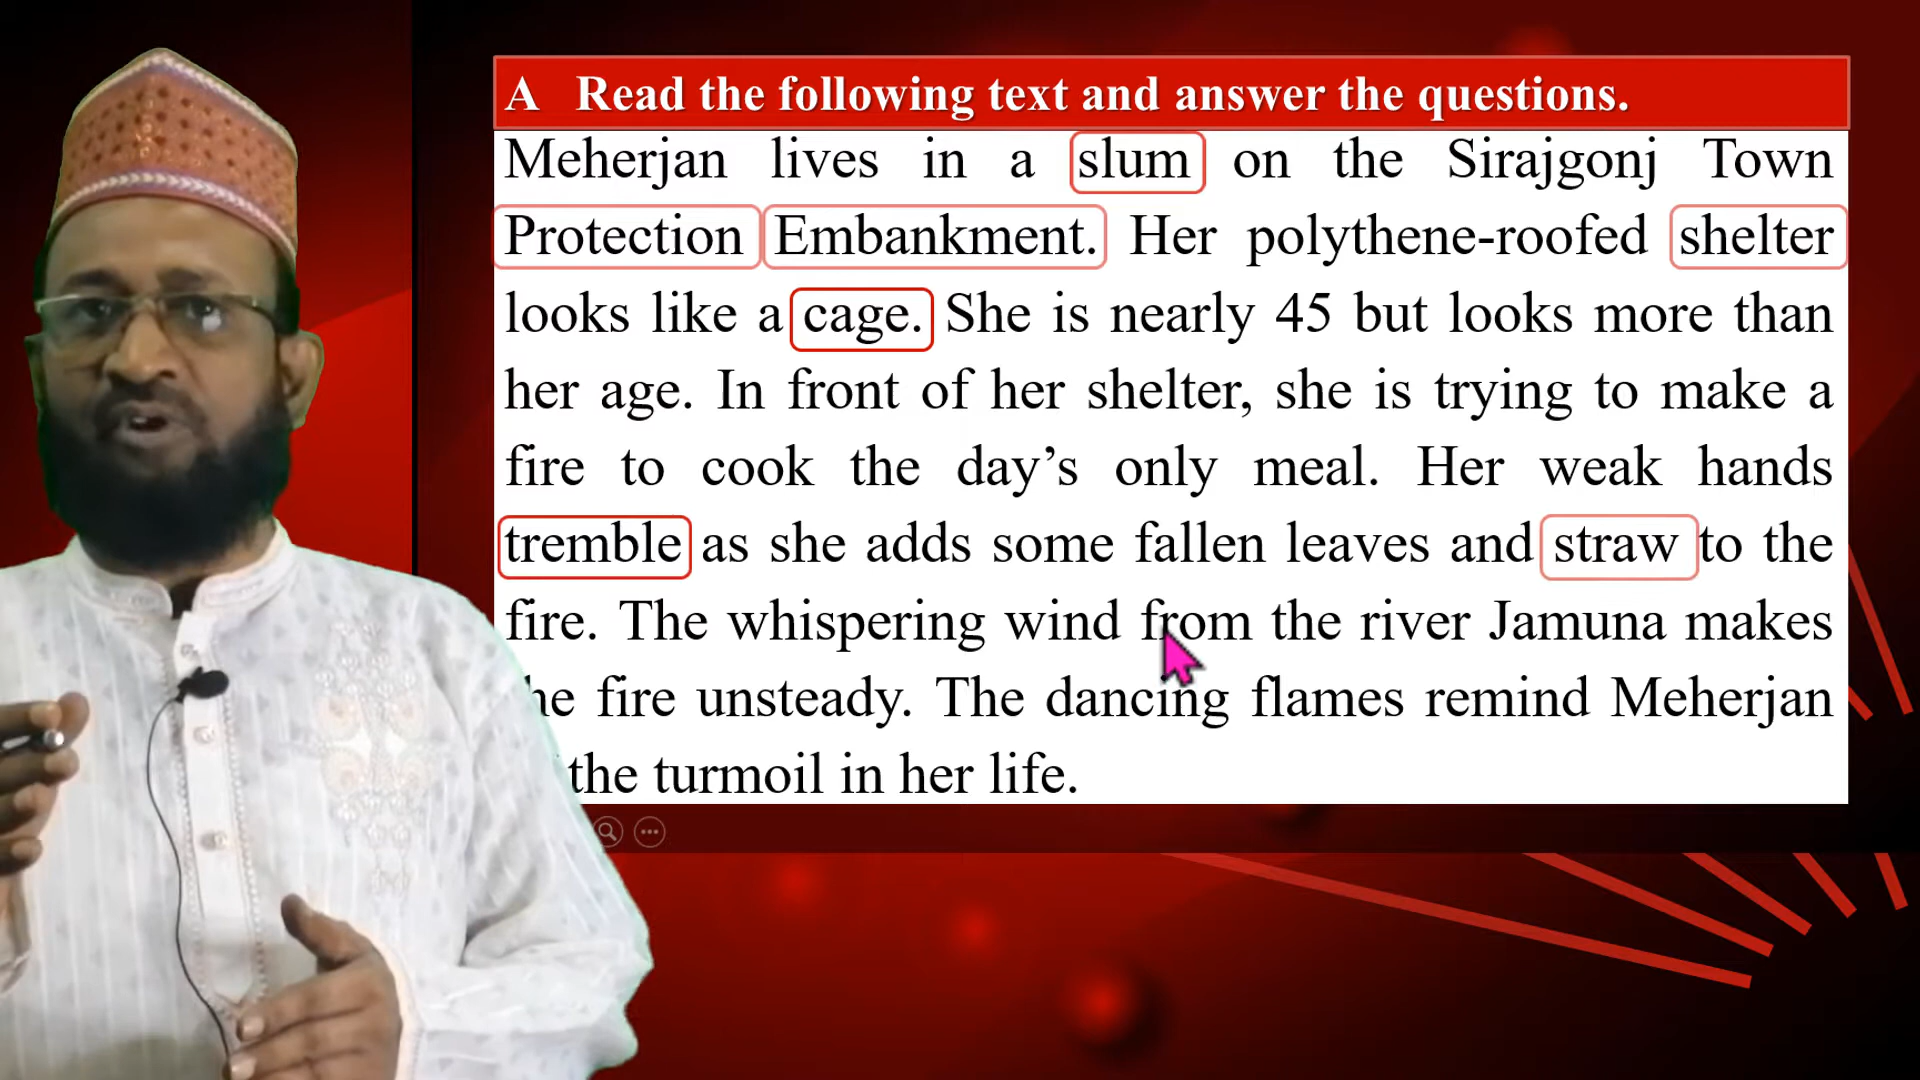 A Read the following text and answer the questions.
Meherjan lives in a slum on the Sirajgonj Town
Protection Embankment. Her polythene-roofed shelter
looks like a cage. She is nearly 45 but looks more than
her age. In front of her shelter, she is trying to make a
fire to cook the day’s only meal. Her weak hands
tremble as she adds some fallen leaves and straw to the
fire. The whispering wind from the river Jamuna makes
he fire unsteady. The dancing flames remind Meherjan
the turmoil in her life.